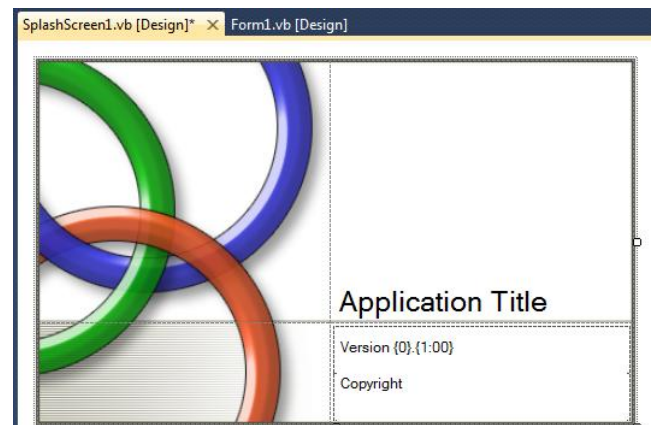 SplashScreen1.vb [Design]* Form1.vb [Design]
Application Title
Version {0}.{1:00}
Copyright